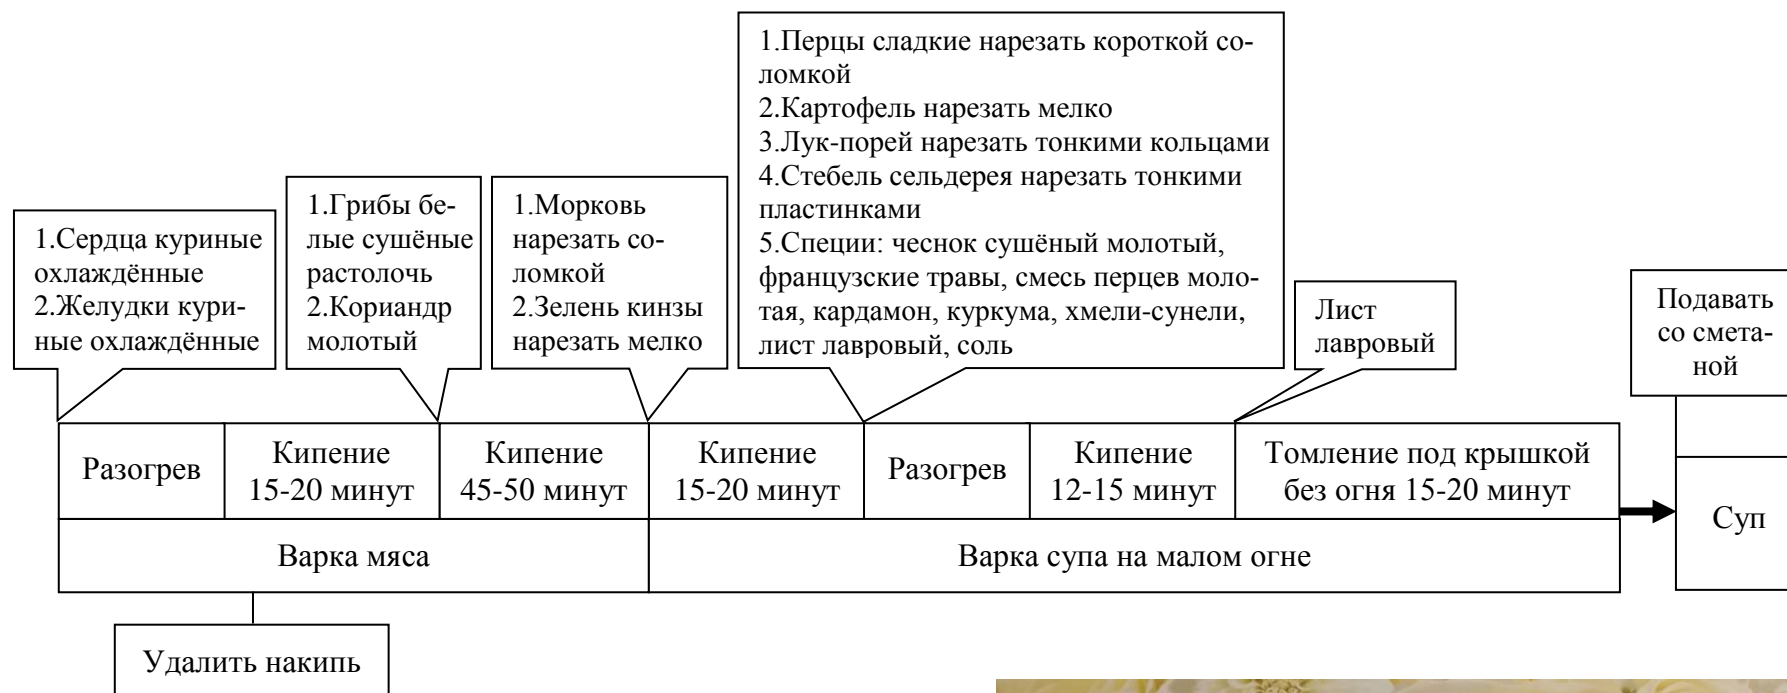 1.Перцы сладкие нарезать короткой со-
ломкой
2.Картофель нарезать мелко
3.Лук-порей нарезать тонкими кольцами
4.Стебель сельдерея нарезать тонкими
пластинками
5.Специи: чеснок сушёный молотый,
французские травы, смесь перцев моло-
тая, кардамон, куркума, хмели-сунели,
лист лавровый, соль
1.Сердца куриные
охлаждённые
2.Желудки кури-
ные охлаждённые
1.Грибы бе-
лые сушёные
растолочь
2.Кориандр
молотый
1.Морковь
нарезать со-
ломкой
2.Зелень кинзы
нарезать мелко
Лист
лавровый
Подавать
со смета-
ной
Разогрев
Кипение
15-20 минут
Кипение
45-50 минут
Кипение
15-20 минут
Разогрев
Кипение
12-15 минут
Томление под крышкой
без огня 15-20 минут
Суп
Варка мяса
Варка супа на малом огне
Удалить накипь